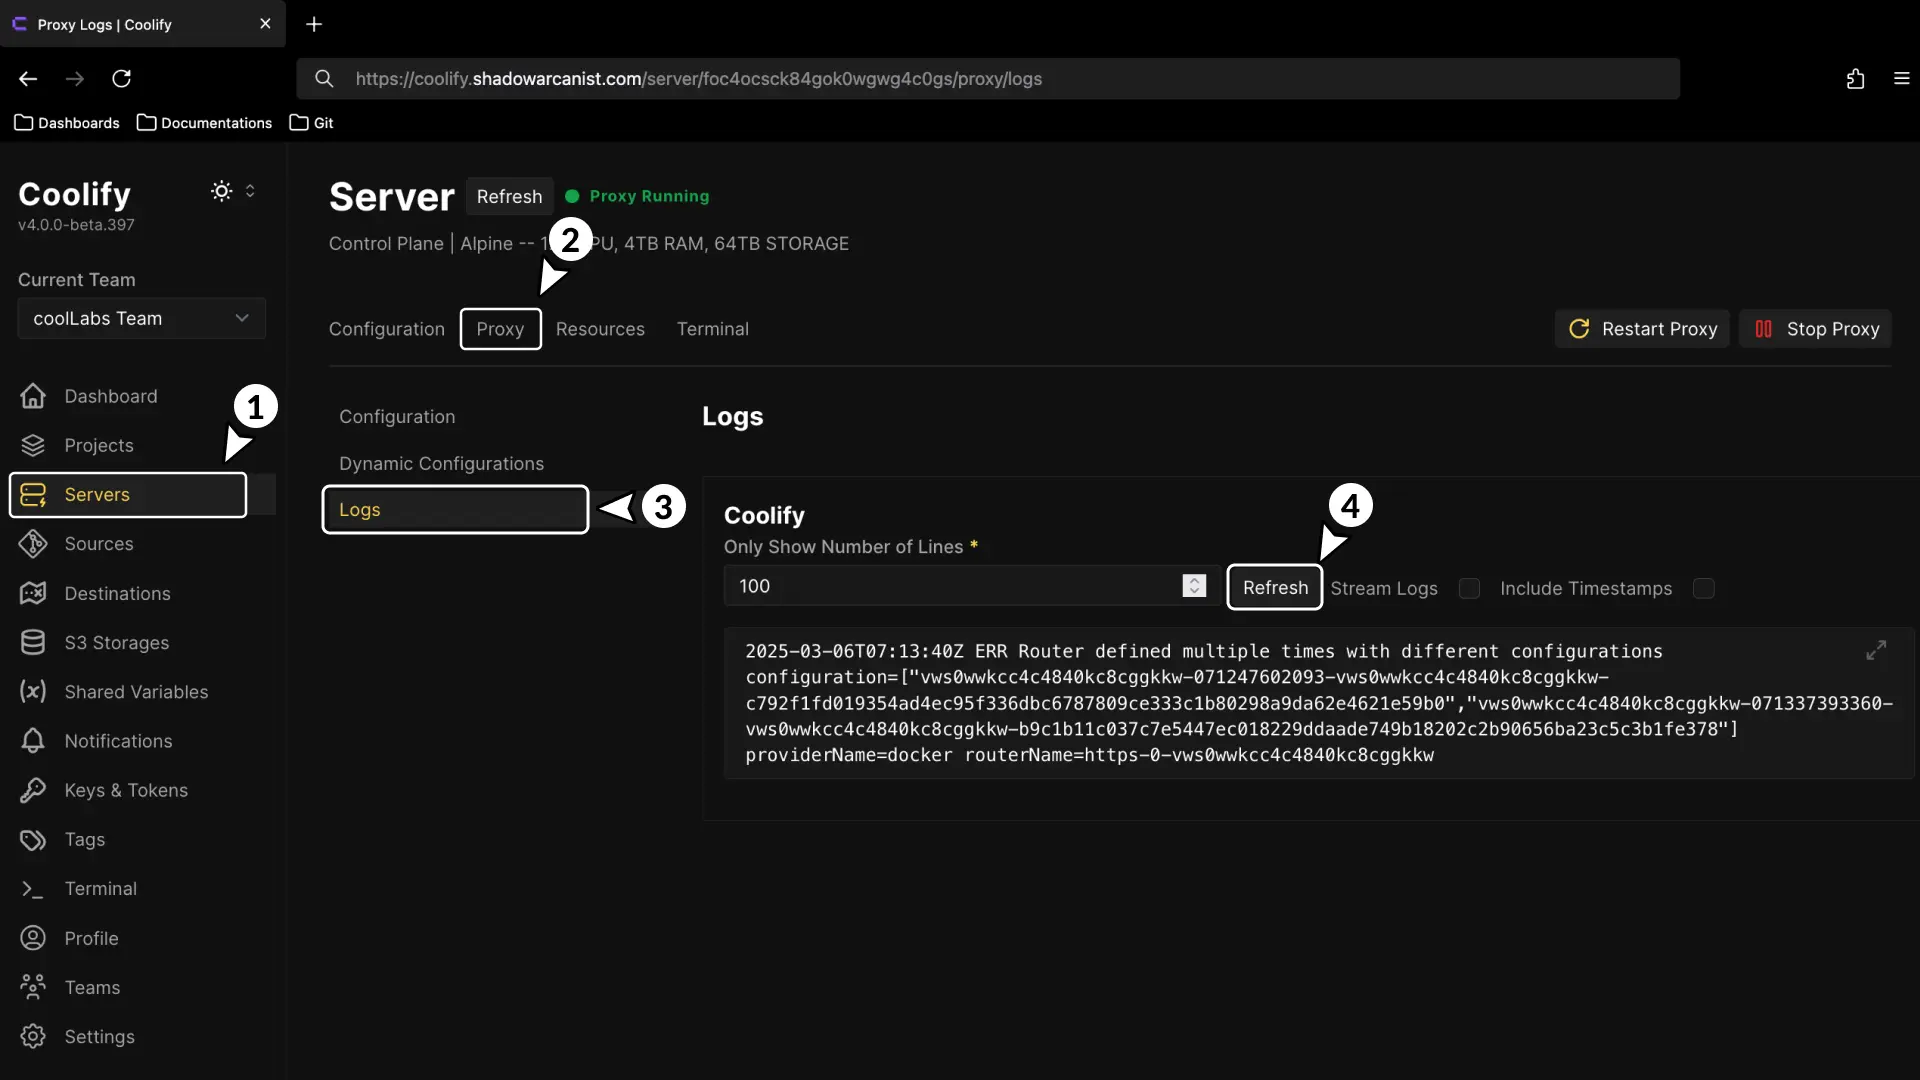 Proxy Logs | Coolify
https://coolify.shadowarcanist.com/server/foc4ocsck84gok0wgwg4c0gs/proxy/logs
Dashboards
Documentations
Git
Coolify
v4.0.0-beta.397
Current Team
coolLabs Team
Dashboard
1
Projects
Servers
Sources
Destinations
S3 Storages
Shared Variables
Notifications
Keys & Tokens
Tags
Terminal
Profile
Teams
Settings
Server
Refresh
Proxy Running
2
Control Plane | Alpine -- 1 PU, 4TB RAM, 64TB STORAGE
Configuration
Proxy
Resources
Terminal
Restart Proxy
Stop Proxy
Configuration
Dynamic Configurations
Logs
3
Logs
Coolify
4
Only Show Number of Lines *
100
Refresh
Stream Logs
Include Timestamps
2025-03-06T07:13:40Z ERR Router defined multiple times with different configurations
configuration=["vws0wwkcc4c4840kc8cggkkw-071247602093-vws0wwkcc4c4840kc8cggkkw-
c792f1fd019354ad4ec95f336dbc6787809ce333c1b80298a9da62e4621e59b0","vws0wwkcc4c4840kc8cggkkw-071337393360-
vws0wwkcc4c4840kc8cggkkw-b9c1b11c037c7e5447ec018229ddaade749b18202c2b90656ba23c5c3b1fe378"]
providerName=docker routerName=https-0-vws0wwkcc4c4840kc8cggkkw